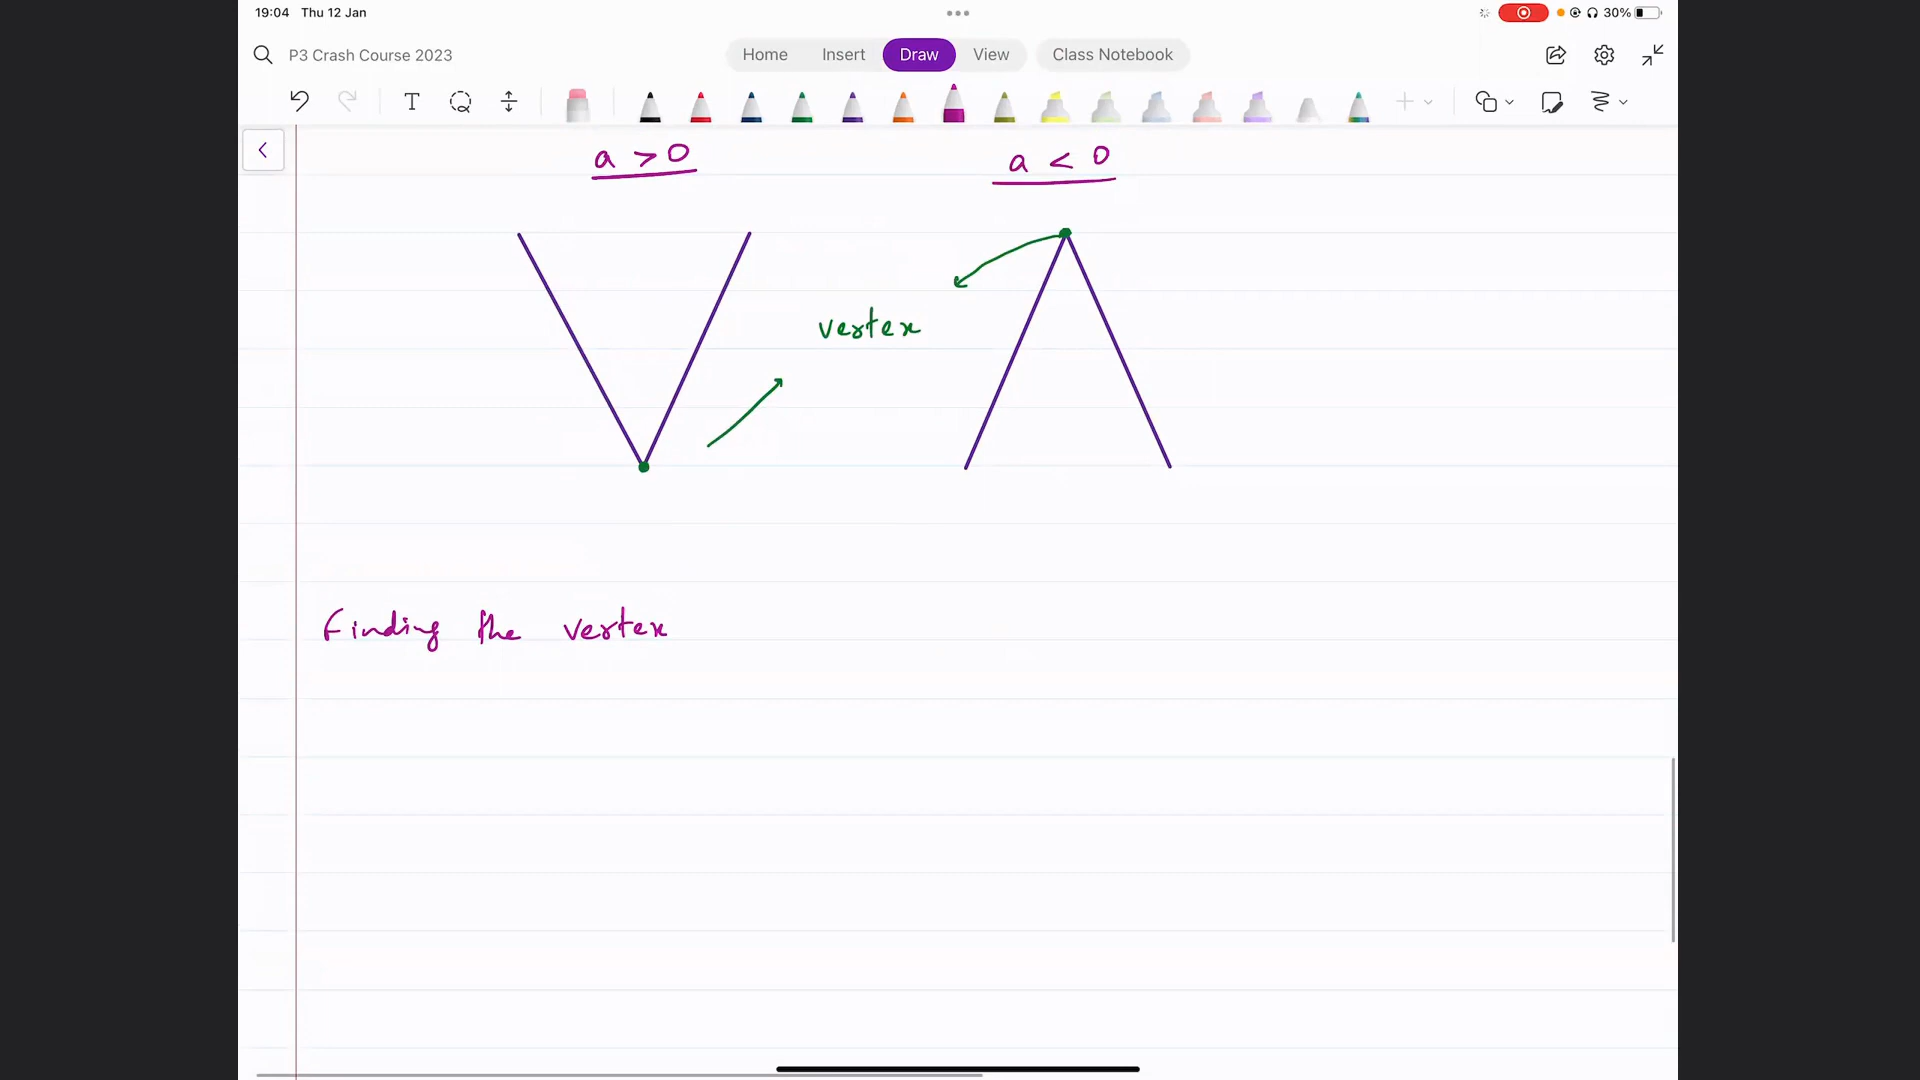 19:04 Thu 12 Jan
30%
P3 Crash Course 2023
Home Insert Draw View Class Notebook
T
a > 0
a < 0
vertex
Finding the vertex